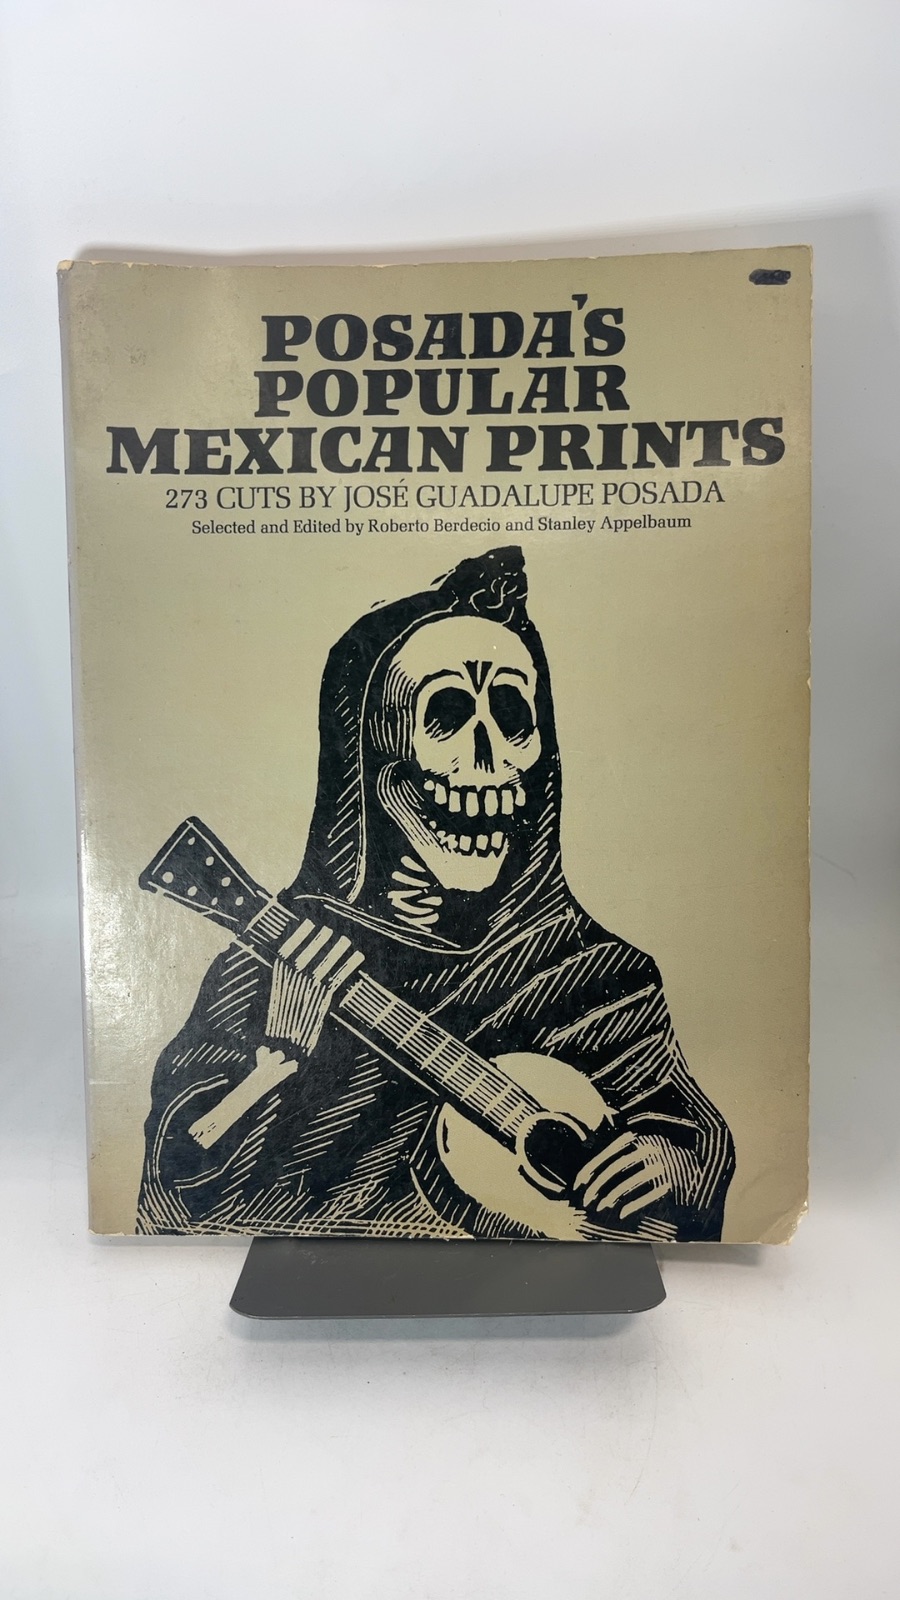 POSADA'S
POPULAR
MEXICAN PRINTS
273 CUTS BY JOSÉ GUADALUPE POSADA
Selected and Edited by Roberto Berdecio and Stanley Appelbaum